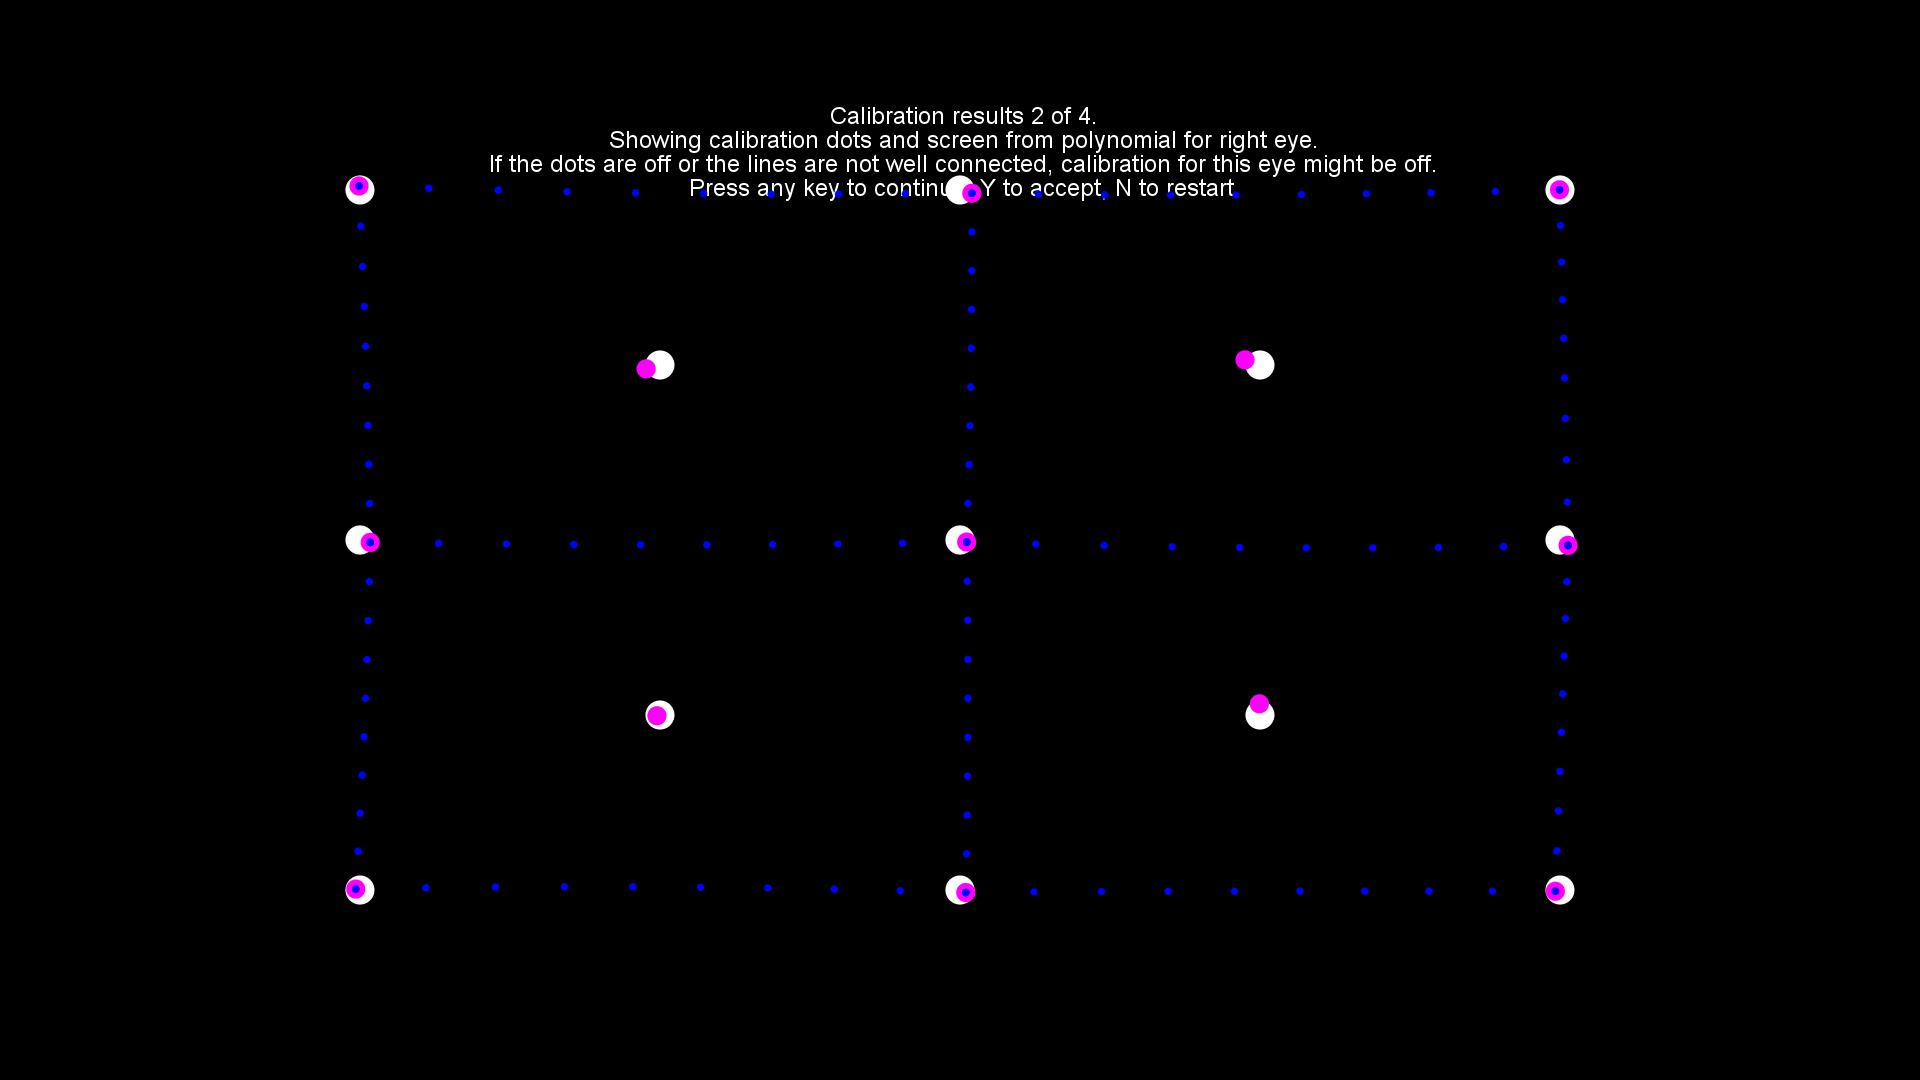 Calibration results 2 of 4.
Showing calibration dots and screen from polynomial for right eye.
If the dots are off or the lines are not well connected, calibration for this eye might be off.
Press any key to continue, Y to accept, N to restart